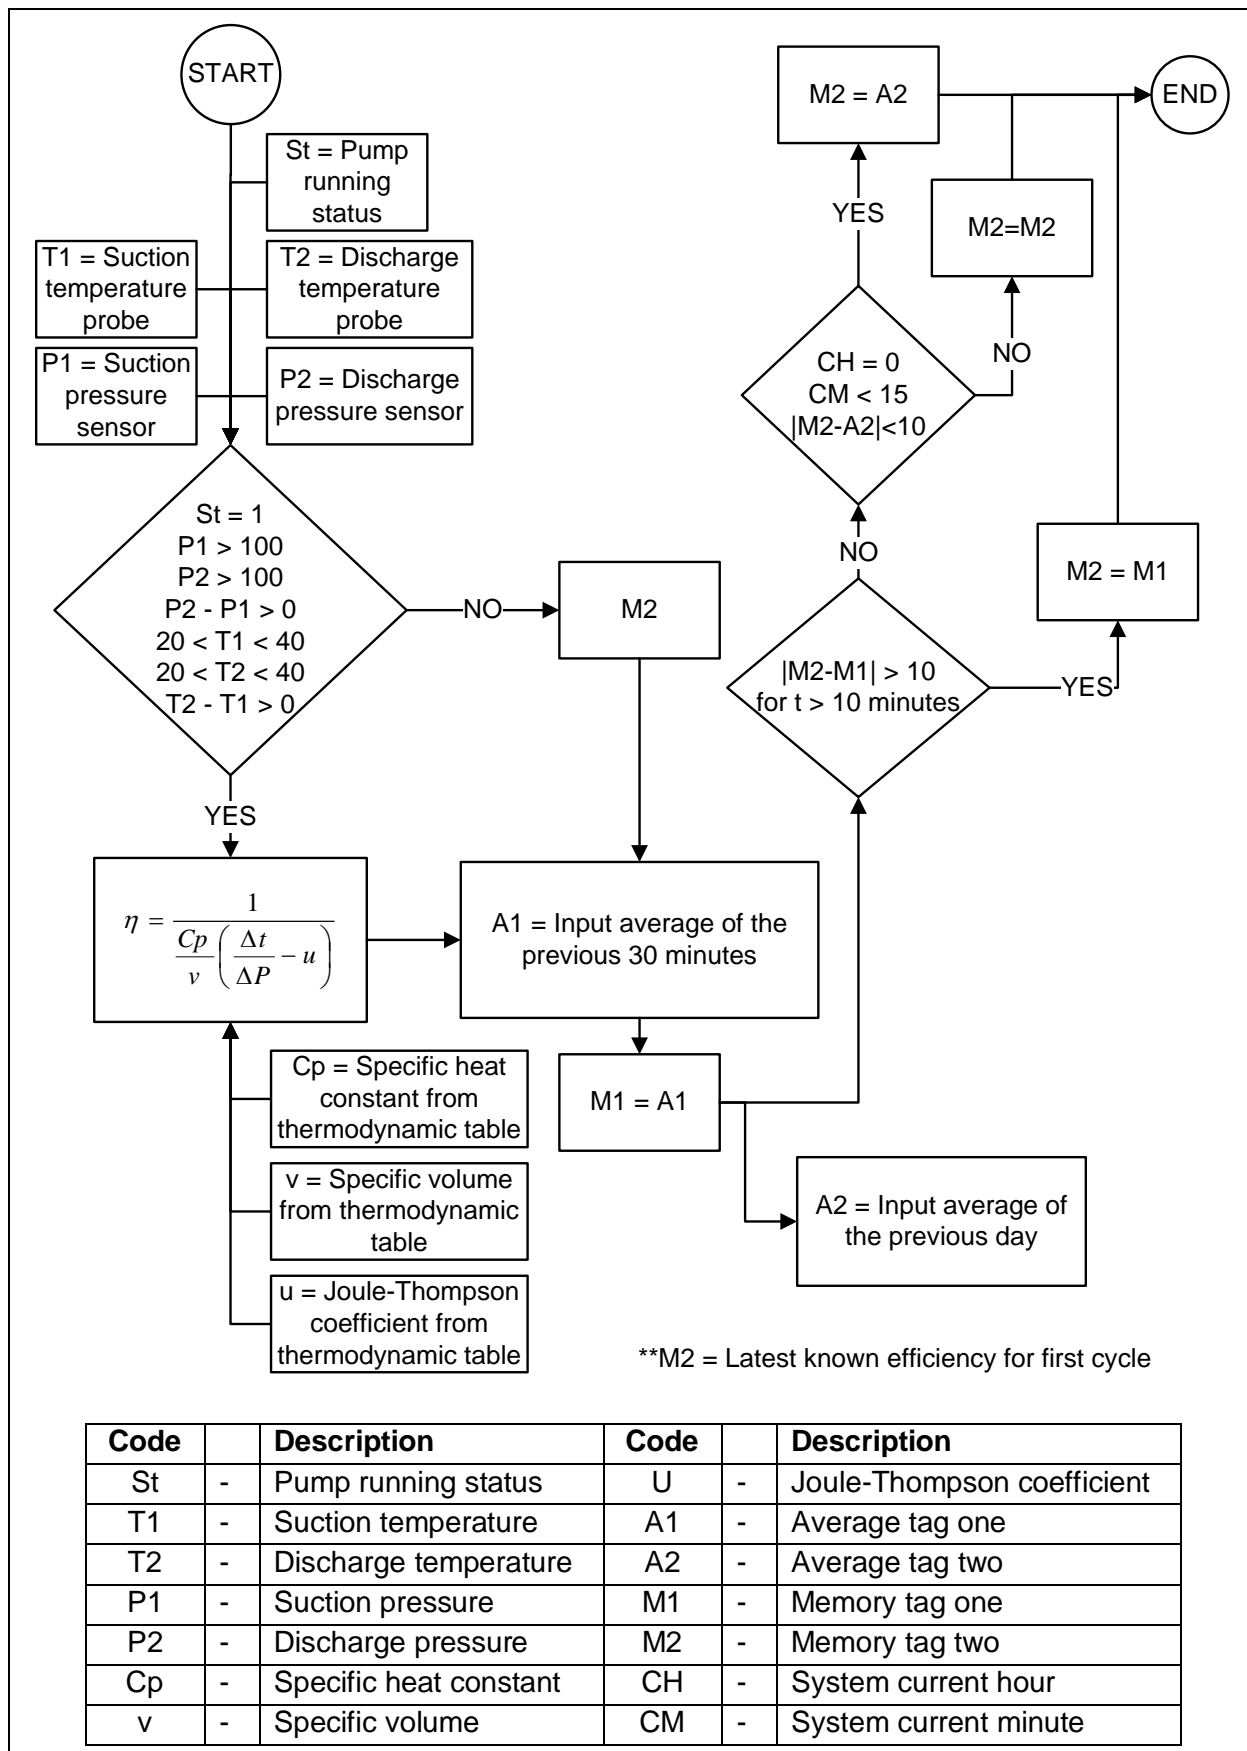 START
St = Pump
running
status
T1 = Suction
temperature
probe
T2 = Discharge
temperature
probe
P1 = Suction
pressure
sensor
P2 = Discharge
pressure sensor
St = 1
P1 > 100
P2 > 100
P2 - P1 > 0
20 < T1 < 40
20 < T2 < 40
T2 - T1 > 0
NO
M2
YES
η = 1 / (Cp/v (Δt/ΔP − u))
Cp = Specific heat
constant from
thermodynamic table
v = Specific volume
from thermodynamic
table
u = Joule-Thompson
coefficient from
thermodynamic table
A1 = Input average of the
previous 30 minutes
M1 = A1
A2 = Input average of
the previous day
|M2-M1| > 10
for t > 10 minutes
YES
M2 = M1
NO
CH = 0
CM < 15
|M2-A2|<10
NO
M2=M2
YES
M2 = A2
END
**M2 = Latest known efficiency for first cycle
Code Description Code Description
St - Pump running status U - Joule-Thompson coefficient
T1 - Suction temperature A1 - Average tag one
T2 - Discharge temperature A2 - Average tag two
P1 - Suction pressure M1 - Memory tag one
P2 - Discharge pressure M2 - Memory tag two
Cp - Specific heat constant CH - System current hour
v - Specific volume CM - System current minute